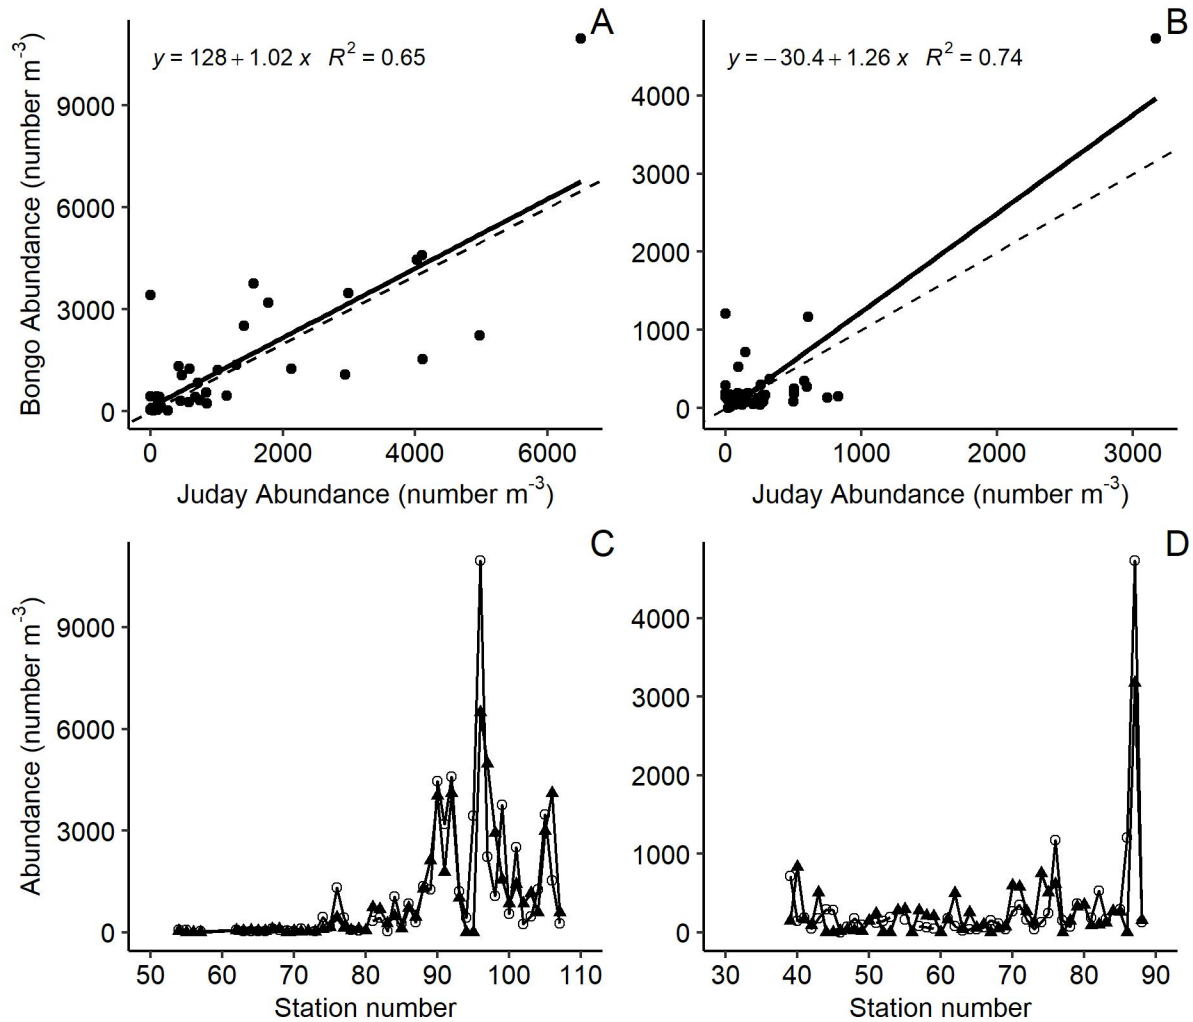 A
y = 128 + 1.02 x R² = 0.65
Bongo Abundance (number m⁻³)
9000
6000
3000
0
0 2000 4000 6000
Juday Abundance (number m⁻³)
B
y = − 30.4 + 1.26 x R² = 0.74
4000
3000
2000
1000
0
0 1000 2000 3000
Juday Abundance (number m⁻³)
C
Abundance (number m⁻³)
9000
6000
3000
0
50 60 70 80 90 100 110
Station number
D
4000
3000
2000
1000
0
30 40 50 60 70 80 90
Station number